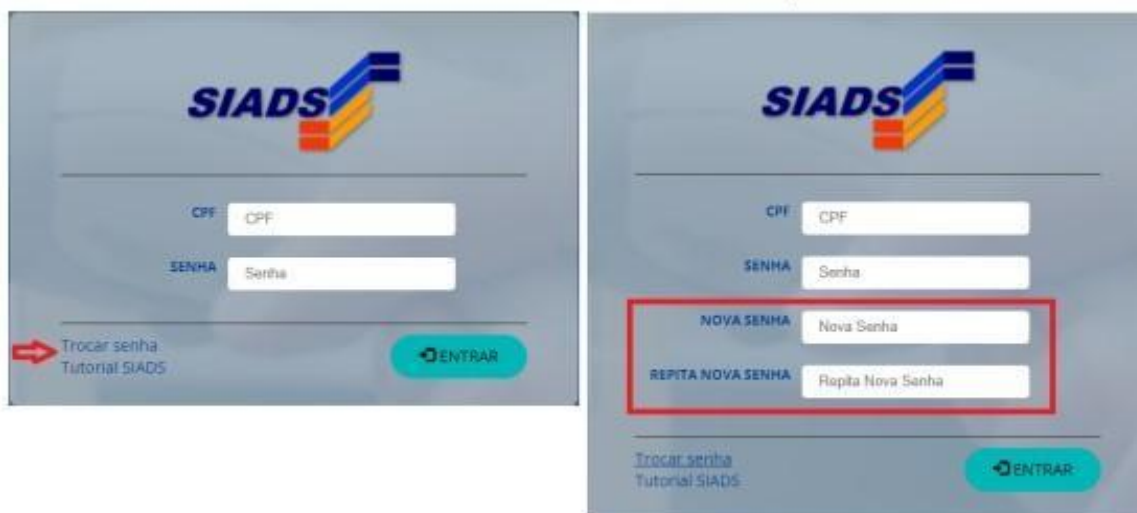 SIADS
CPF CPF
SENHA Senha
Trocar senha
Tutorial SIADS
ENTRAR
SIADS
CPF CPF
SENHA Senha
NOVA SENHA Nova Senha
REPITA NOVA SENHA Repita Nova Senha
Trocar senha
Tutorial SIADS
ENTRAR